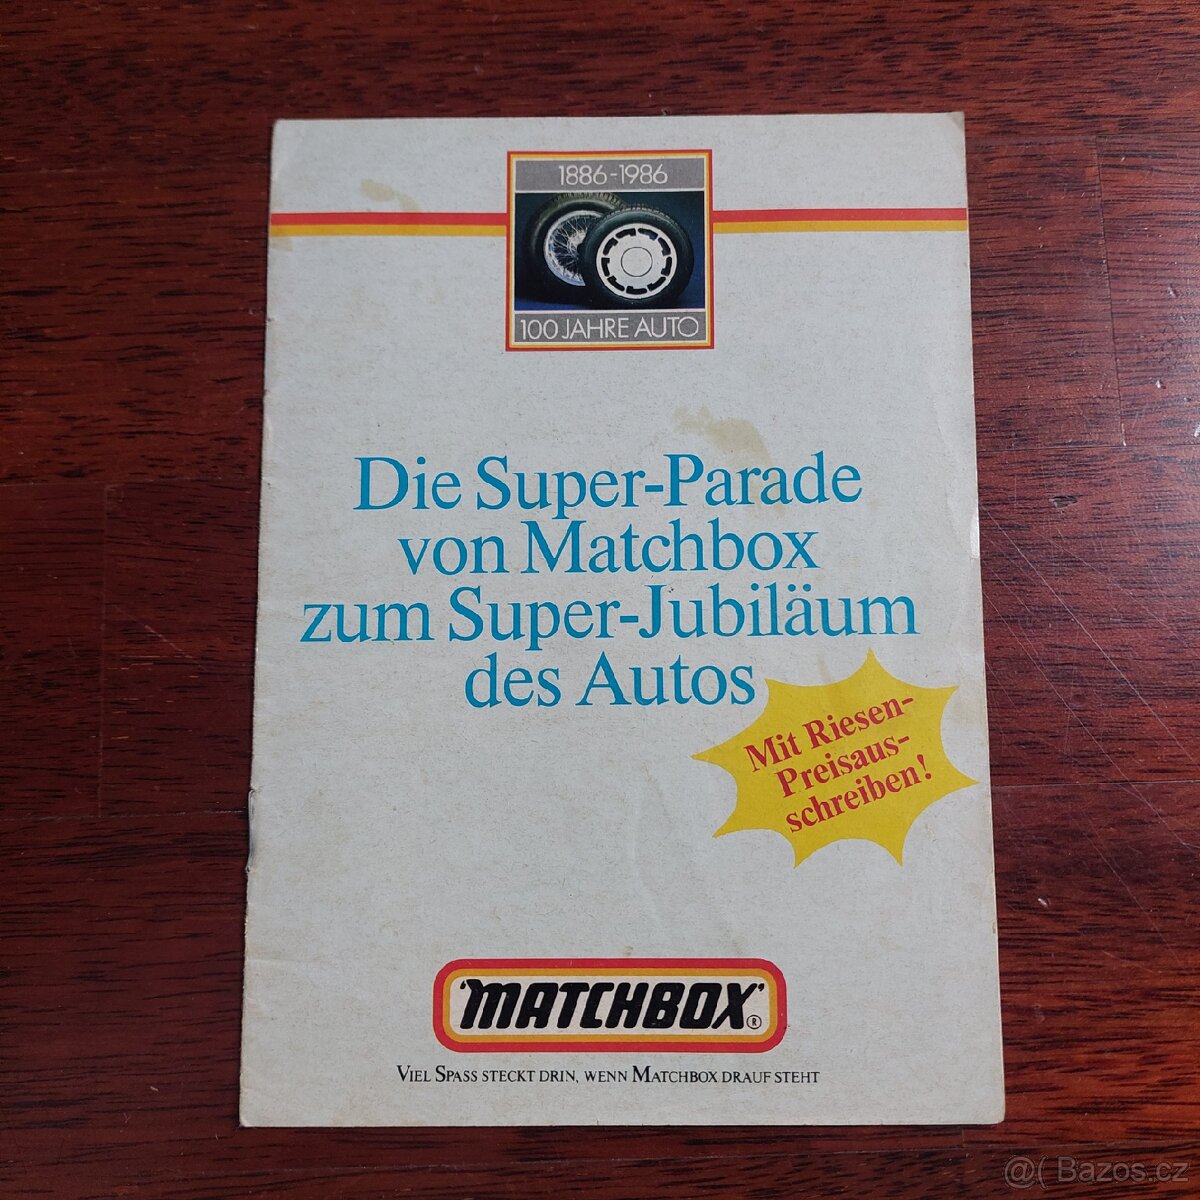 1886-1986
100 JAHRE AUTO
Die Super-Parade
von Matchbox
zum Super-Jubiläum
des Autos
Mit Riesen-
Preisaus-
schreiben!
'MATCHBOX'®
VIEL SPASS STECKT DRIN, WENN MATCHBOX DRAUF STEHT
@( Bazos.cz